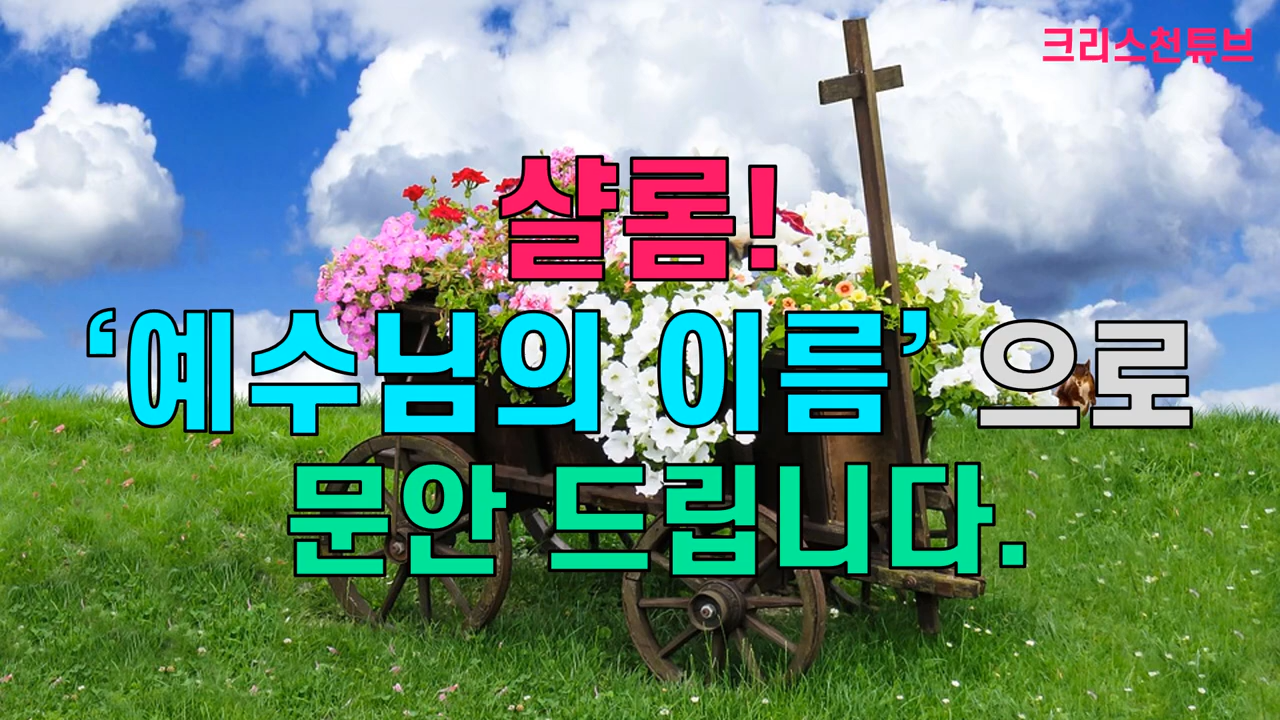 크리스천튜브
샬롬!
‘예수님의 이름’ 으로
문안 드립니다.